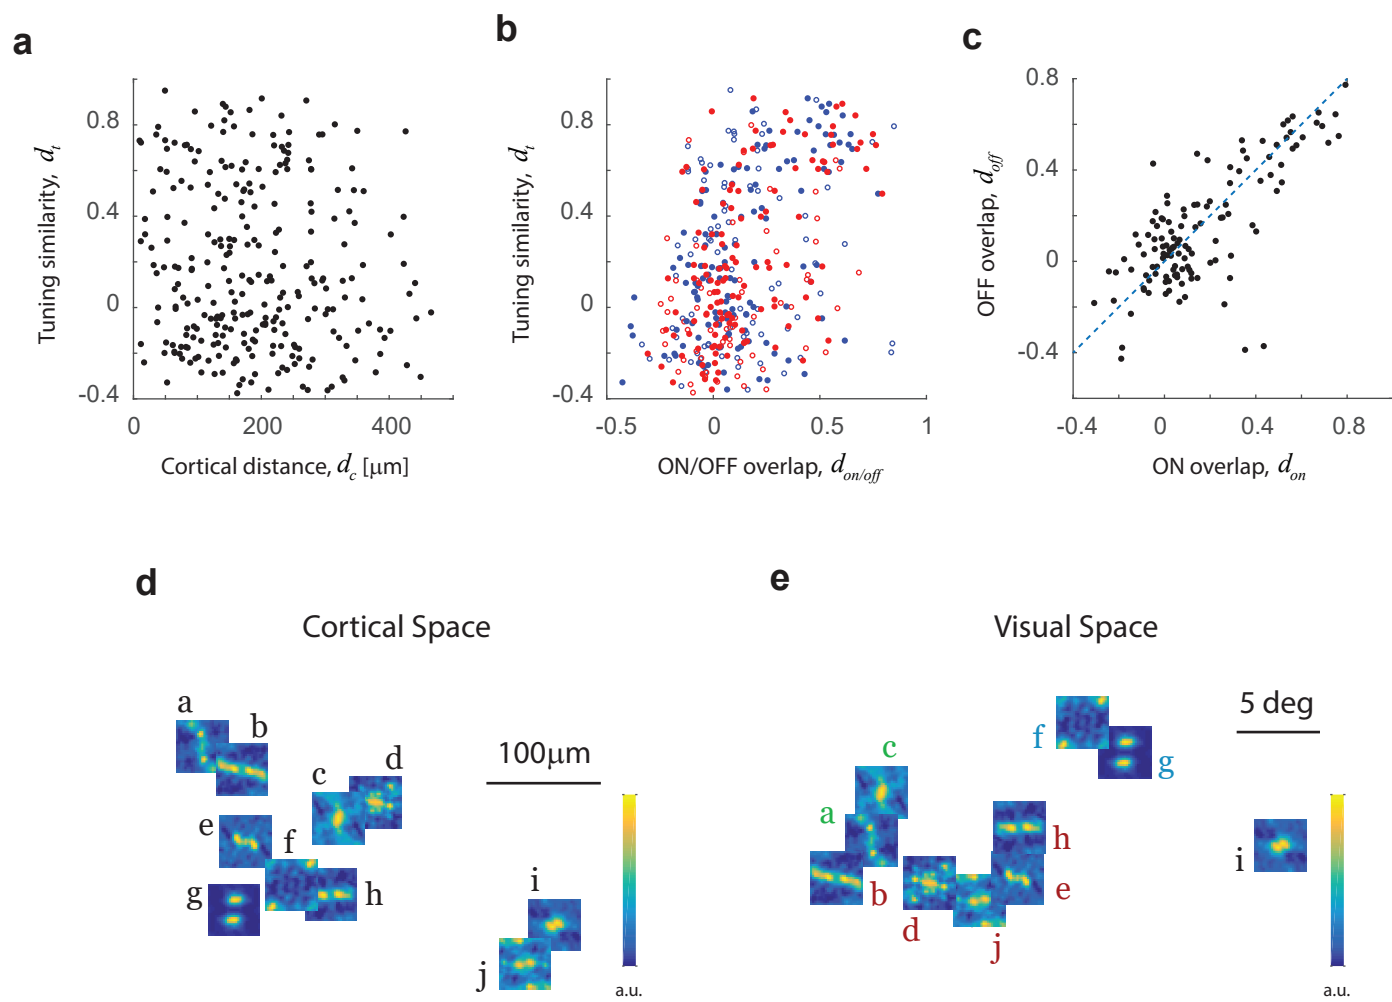 a
b
c
0.8
0.4
0
-0.4
Tuning similarity, d_t
0
200
400
Cortical distance, d_c [μm]
0.8
0.4
0
-0.4
Tuning similarity, d_t
-0.5
0
0.5
1
ON/OFF overlap, d_on/off
0.8
0.4
0
-0.4
OFF overlap, d_off
-0.4
0
0.4
0.8
ON overlap, d_on
d
e
Cortical Space
Visual Space
a
b
c
d
e
f
g
h
i
j
100μm
a.u.
f
g
5 deg
c
a
h
i
b
e
d
j
a.u.